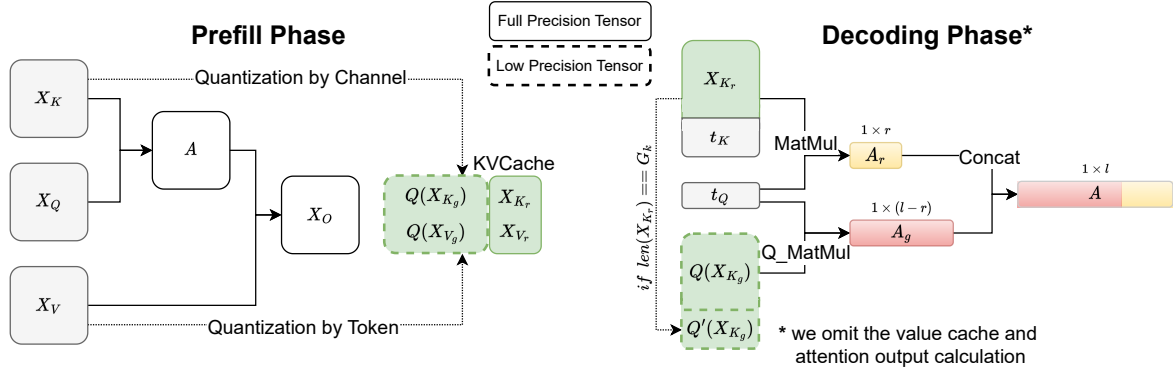 Full Precision Tensor
Low Precision Tensor
Prefill Phase
X_K
X_Q
X_V
A
X_O
Quantization by Channel
Quantization by Token
KVCache
Q(X_{K_g})
X_{K_r}
Q(X_{V_g})
X_{V_r}
Decoding Phase*
X_{K_r}
t_K
MatMul
t_Q
if len(X_{K_r}) == G_k
Q(X_{K_g})
Q'(X_{K_g})
Q_MatMul
1 × r
A_r
1 × (l − r)
A_g
Concat
1 × l
A
* we omit the value cache and
attention output calculation